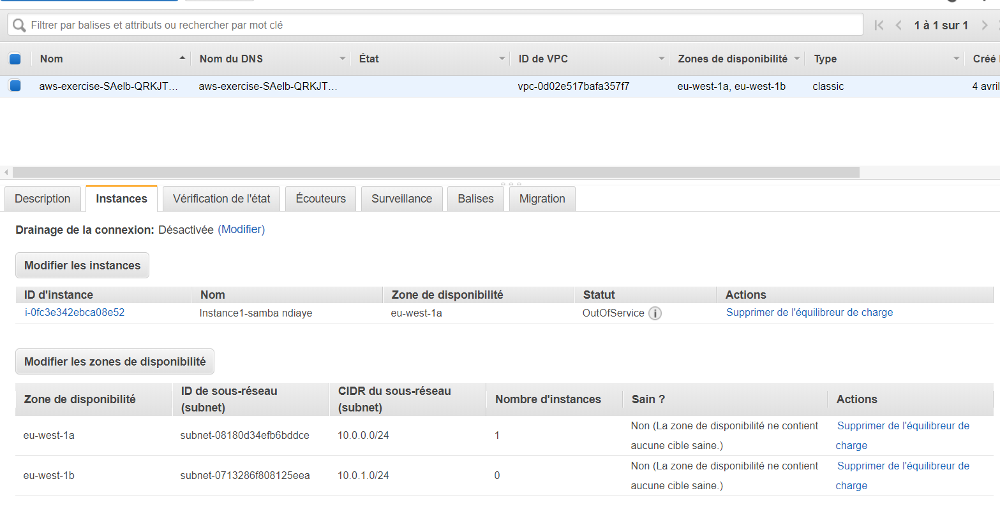 Filtrer par balises et attributs ou rechercher par mot clé
1 à 1 sur 1
Nom Nom du DNS État ID de VPC Zones de disponibilité Type Créé
aws-exercise-SAelb-QRKJT… aws-exercise-SAelb-QRKJT… vpc-0d02e517bafa357f7 eu-west-1a, eu-west-1b classic 4 avril
Description Instances Vérification de l'état Écouteurs Surveillance Balises Migration
Drainage de la connexion: Désactivée (Modifier)
Modifier les instances
ID d'instance Nom Zone de disponibilité Statut Actions
i-0fc3e342ebca08e52 Instance1-samba ndiaye eu-west-1a OutOfService Supprimer de l'équilibreur de charge
Modifier les zones de disponibilité
Zone de disponibilité ID de sous-réseau (subnet) CIDR du sous-réseau (subnet) Nombre d'instances Sain ? Actions
eu-west-1a subnet-08180d34efb6bddce 10.0.0.0/24 1 Non (La zone de disponibilité ne contient aucune cible saine.) Supprimer de l'équilibreur de charge
eu-west-1b subnet-0713286f808125eea 10.0.1.0/24 0 Non (La zone de disponibilité ne contient aucune cible saine.) Supprimer de l'équilibreur de charge